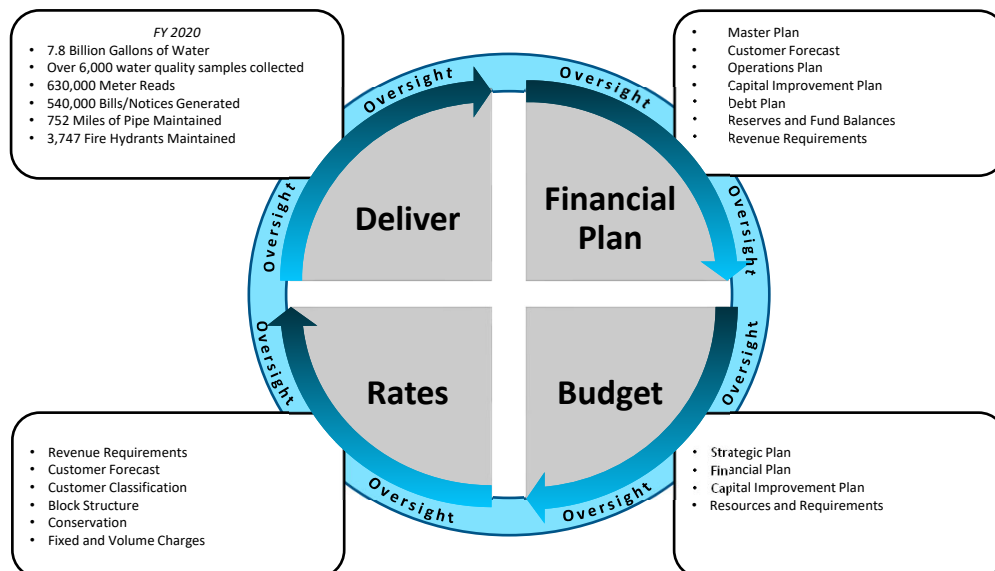 FY 2020
• 7.8 Billion Gallons of Water
• Over 6,000 water quality samples collected
• 630,000 Meter Reads
• 540,000 Bills/Notices Generated
• 752 Miles of Pipe Maintained
• 3,747 Fire Hydrants Maintained
• Master Plan
• Customer Forecast
• Operations Plan
• Capital Improvement Plan
• Debt Plan
• Reserves and Fund Balances
• Revenue Requirements
Oversight
Oversight
Oversight
Oversight
Deliver
Financial
Plan
Oversight
Oversight
Rates
Budget
Oversight
Oversight
• Revenue Requirements
• Customer Forecast
• Customer Classification
• Block Structure
• Conservation
• Fixed and Volume Charges
• Strategic Plan
• Financial Plan
• Capital Improvement Plan
• Resources and Requirements